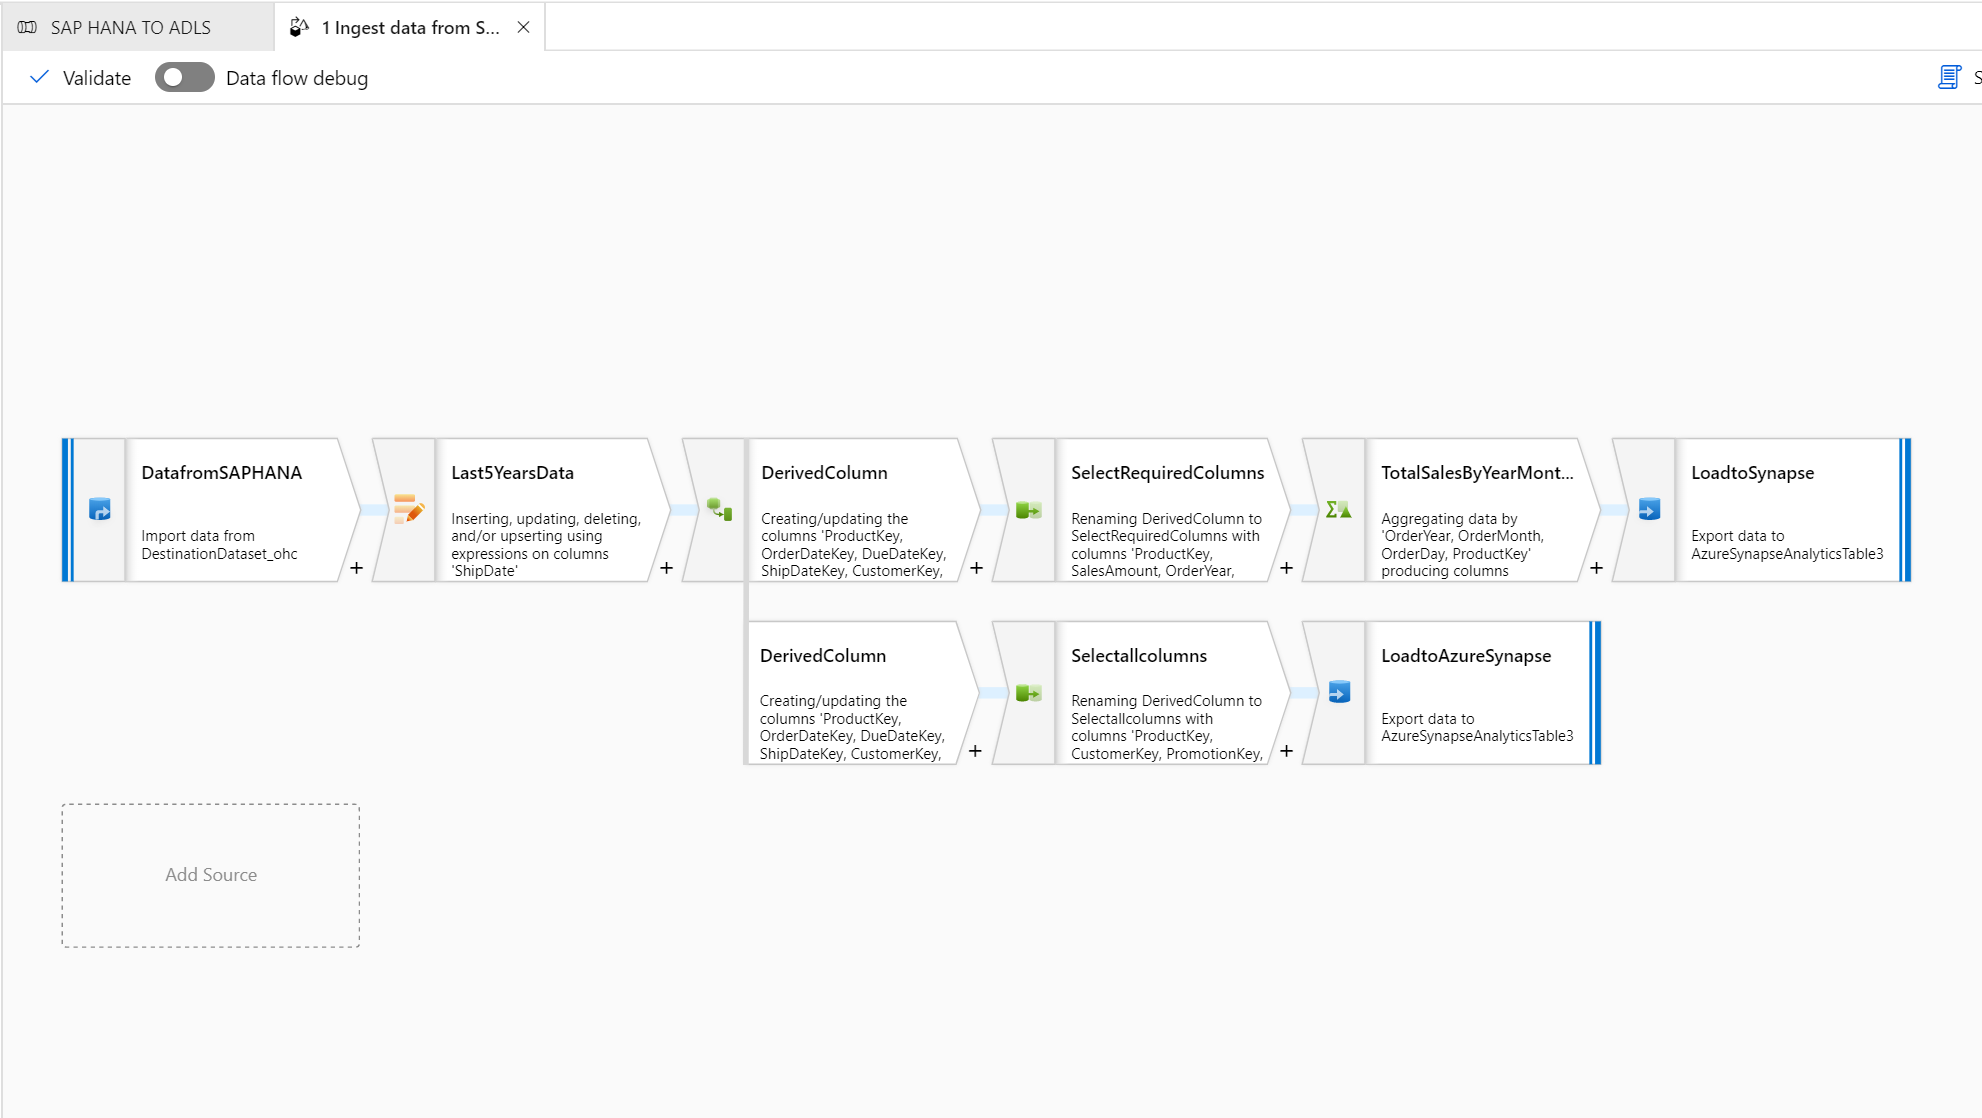 SAP HANA TO ADLS
1 Ingest data from S...
Validate
Data flow debug
S
DatafromSAPHANA
Import data from
DestinationDataset_ohc
+
Last5YearsData
Inserting, updating, deleting,
and/or upserting using
expressions on columns
'ShipDate'
+
DerivedColumn
Creating/updating the
columns 'ProductKey,
OrderDateKey, DueDateKey,
ShipDateKey, CustomerKey,
+
SelectRequiredColumns
Renaming DerivedColumn to
SelectRequiredColumns with
columns 'ProductKey,
SalesAmount, OrderYear,
+
TotalSalesByYearMont...
Aggregating data by
'OrderYear, OrderMonth,
OrderDay, ProductKey'
producing columns
+
LoadtoSynapse
Export data to
AzureSynapseAnalyticsTable3
DerivedColumn
Creating/updating the
columns 'ProductKey,
OrderDateKey, DueDateKey,
ShipDateKey, CustomerKey,
+
Selectallcolumns
Renaming DerivedColumn to
Selectallcolumns with
columns 'ProductKey,
CustomerKey, PromotionKey,
+
LoadtoAzureSynapse
Export data to
AzureSynapseAnalyticsTable3
Add Source